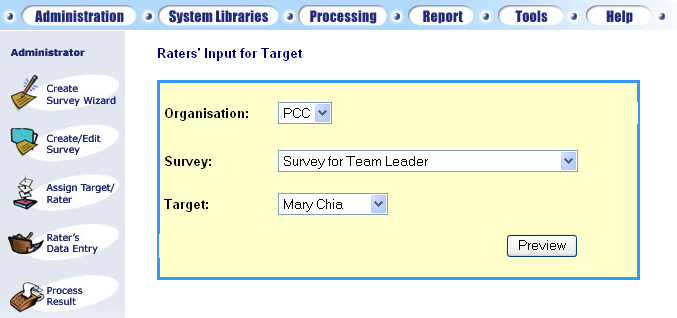 Administration System Libraries Processing Report Tools Help
Administrator
Create
Survey Wizard
Create/Edit
Survey
Assign Target/
Rater
Rater's
Data Entry
Process
Result
Raters' Input for Target
Organisation: PCC
Survey: Survey for Team Leader
Target: Mary Chia
Preview